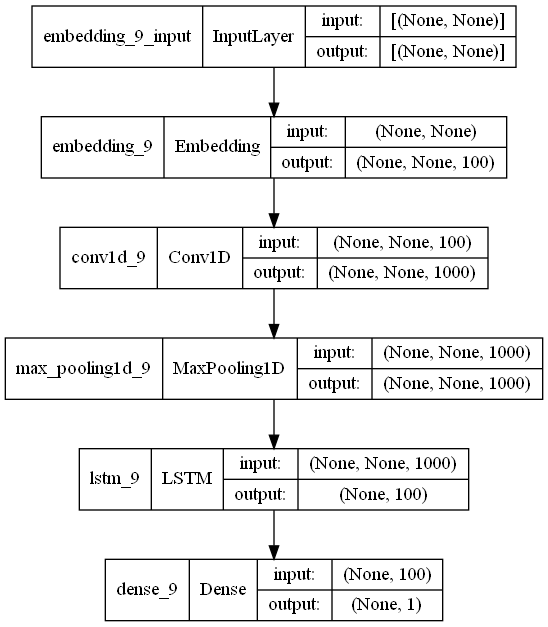 embedding_9_input InputLayer input: [(None, None)]
output: [(None, None)]
embedding_9 Embedding input: (None, None)
output: (None, None, 100)
conv1d_9 Conv1D input: (None, None, 100)
output: (None, None, 1000)
max_pooling1d_9 MaxPooling1D input: (None, None, 1000)
output: (None, None, 1000)
lstm_9 LSTM input: (None, None, 1000)
output: (None, 100)
dense_9 Dense input: (None, 100)
output: (None, 1)